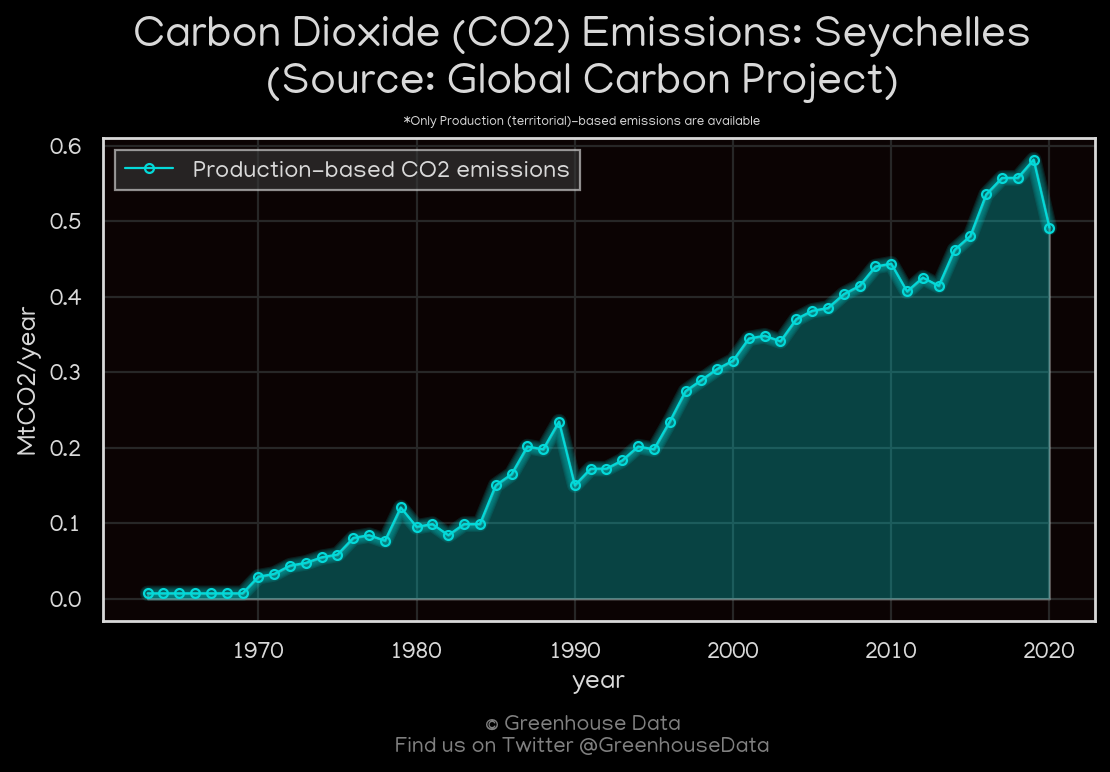 Carbon Dioxide (CO2) Emissions: Seychelles
(Source: Global Carbon Project)
*Only Production (territorial)-based emissions are available
Production-based CO2 emissions
MtCO2/year
0.6
0.5
0.4
0.3
0.2
0.1
0.0
1970 1980 1990 2000 2010 2020
year
© Greenhouse Data
Find us on Twitter @GreenhouseData